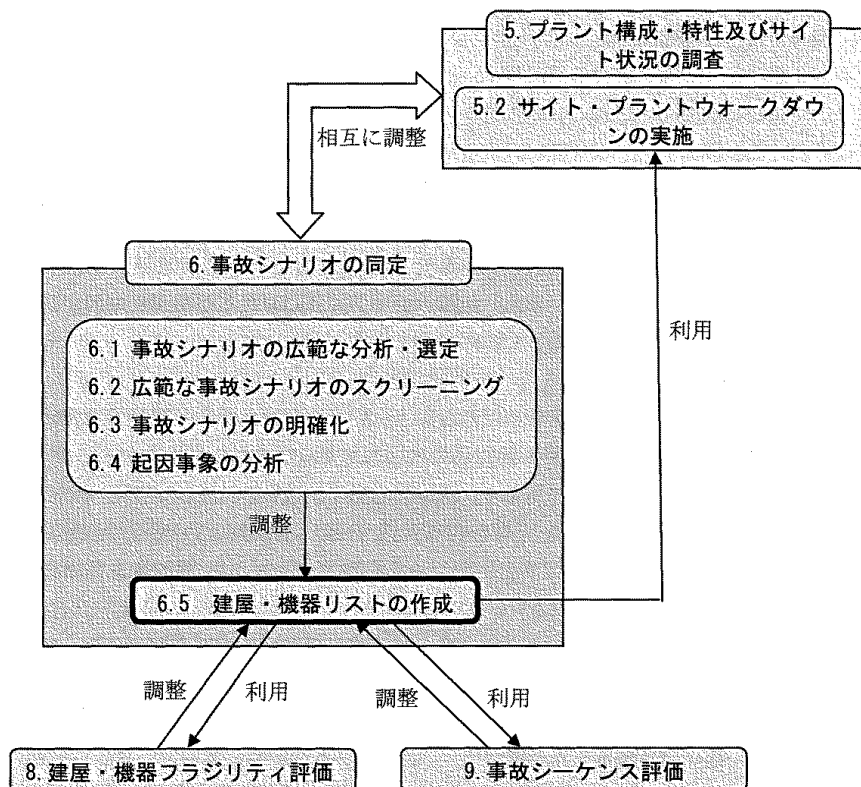 5. プラント構成・特性及びサイ
ト状況の調査
5.2 サイト・プラントウォークダウ
ンの実施
相互に調整
6. 事故シナリオの同定
利用
6.1 事故シナリオの広範な分析・選定
6.2 広範な事故シナリオのスクリーニング
6.3 事故シナリオの明確化
6.4 起因事象の分析
調整
6.5 建屋・機器リストの作成
調整
利用
調整
利用
8. 建屋・機器フラジリティ評価
9. 事故シーケンス評価